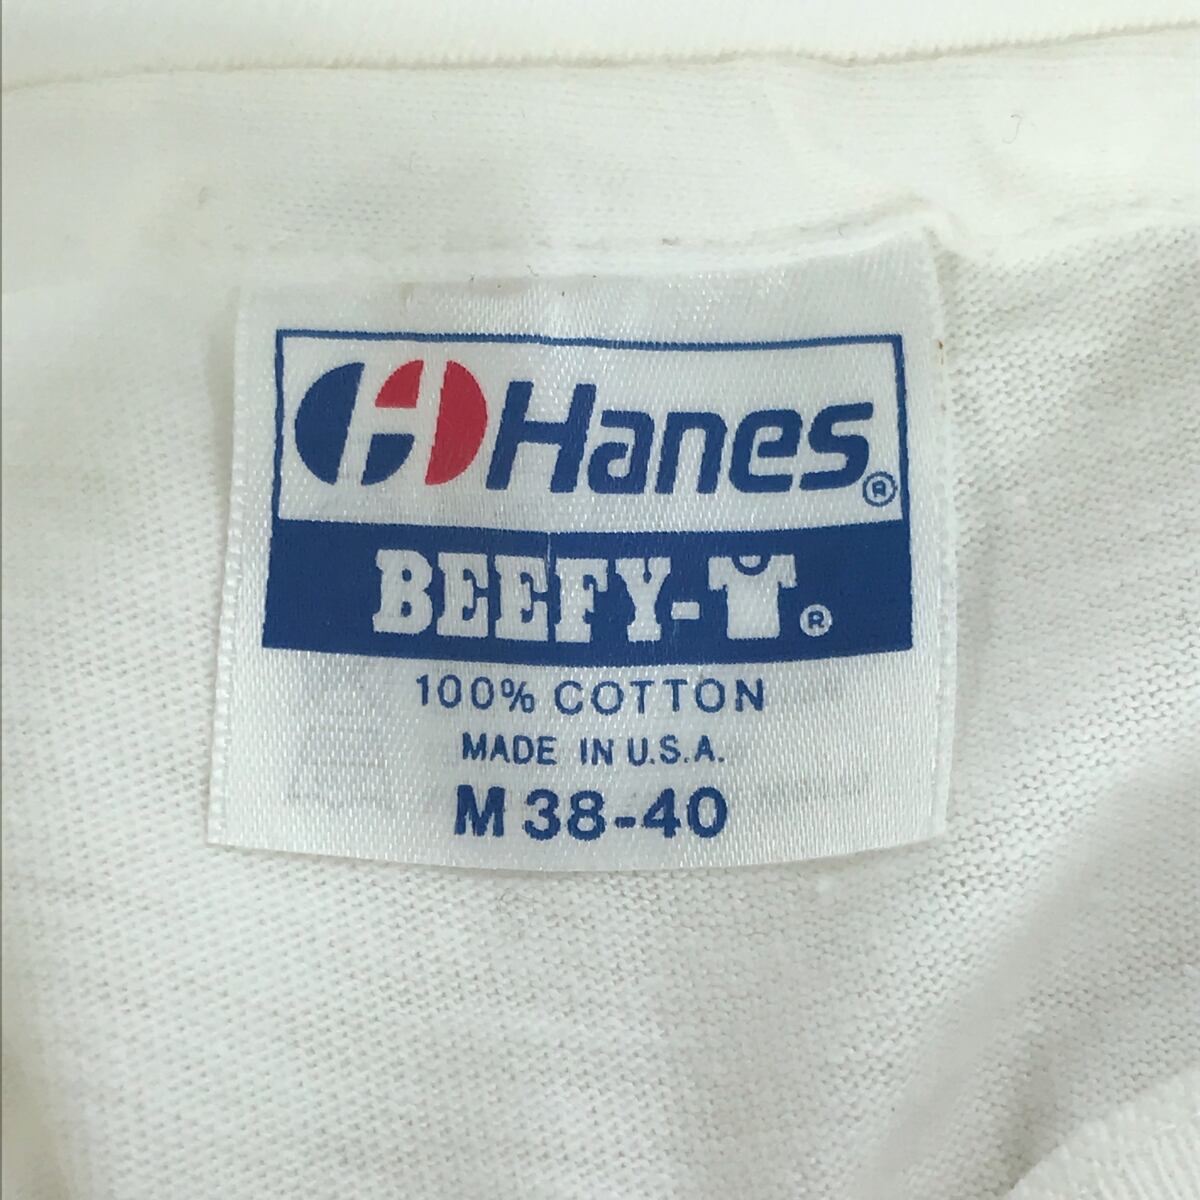 Hanes®
BEEFY-T®
100% COTTON
MADE IN U.S.A.
M 38-40